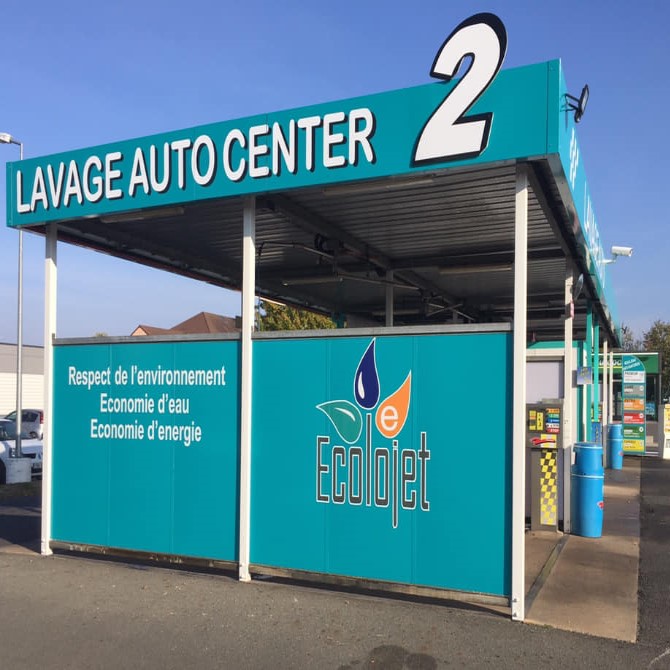 LAVAGE AUTO CENTER 2
Respect de l'environnement
Economie d'eau
Economie d'energie
e
Ecolojet